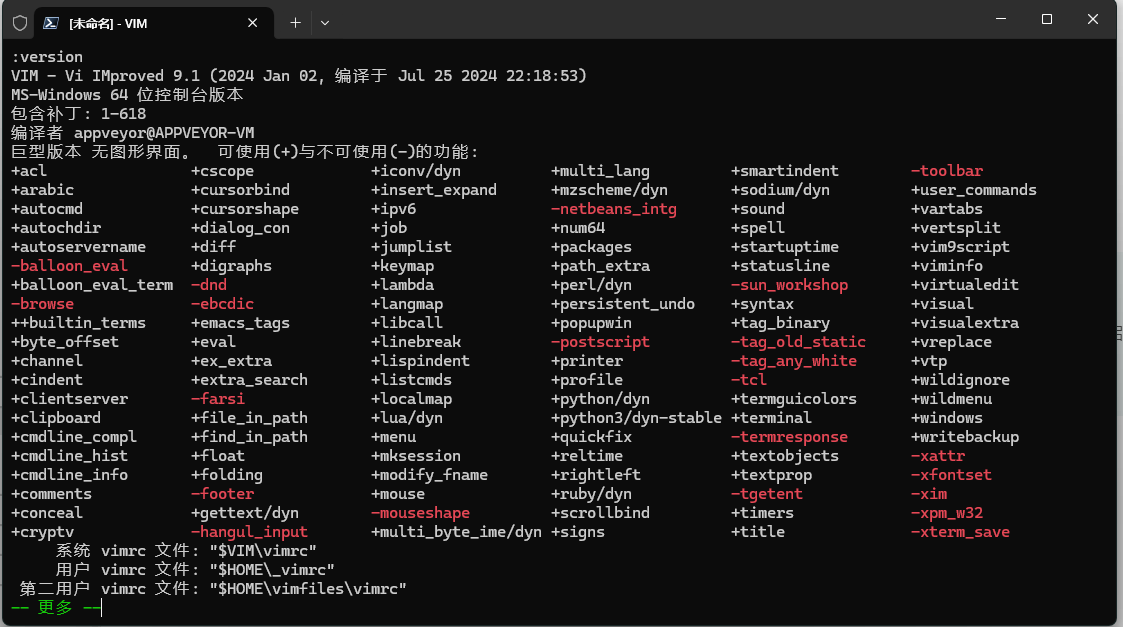 [未命名] - VIM
:version
VIM - Vi IMproved 9.1 (2024 Jan 02, 编译于 Jul 25 2024 22:18:53)
MS-Windows 64 位控制台版本
包含补丁: 1-618
编译者 appveyor@APPVEYOR-VM
巨型版本 无图形界面。  可使用(+)与不可使用(-)的功能:
+acl +cscope +iconv/dyn +multi_lang +smartindent -toolbar
+arabic +cursorbind +insert_expand +mzscheme/dyn +sodium/dyn +user_commands
+autocmd +cursorshape +ipv6 -netbeans_intg +sound +vartabs
+autochdir +dialog_con +job +num64 +spell +vertsplit
+autoservername +diff +jumplist +packages +startuptime +vim9script
-balloon_eval +digraphs +keymap +path_extra +statusline +viminfo
+balloon_eval_term -dnd +lambda +perl/dyn -sun_workshop +virtualedit
-browse -ebcdic +langmap +persistent_undo +syntax +visual
++builtin_terms +emacs_tags +libcall +popupwin +tag_binary +visualextra
+byte_offset +eval +linebreak -postscript -tag_old_static +vreplace
+channel +ex_extra +lispindent +printer -tag_any_white +vtp
+cindent +extra_search +listcmds +profile -tcl +wildignore
+clientserver -farsi +localmap +python/dyn +termguicolors +wildmenu
+clipboard +file_in_path +lua/dyn +python3/dyn-stable +terminal +windows
+cmdline_compl +find_in_path +menu +quickfix -termresponse +writebackup
+cmdline_hist +float +mksession +reltime +textobjects -xattr
+cmdline_info +folding +modify_fname +rightleft +textprop -xfontset
+comments -footer +mouse +ruby/dyn -tgetent -xim
+conceal +gettext/dyn -mouseshape +scrollbind +timers -xpm_w32
+cryptv -hangul_input +multi_byte_ime/dyn +signs +title -xterm_save
系统 vimrc 文件: "$VIM\vimrc"
用户 vimrc 文件: "$HOME\_vimrc"
第二用户 vimrc 文件: "$HOME\vimfiles\vimrc"
-- 更多 --